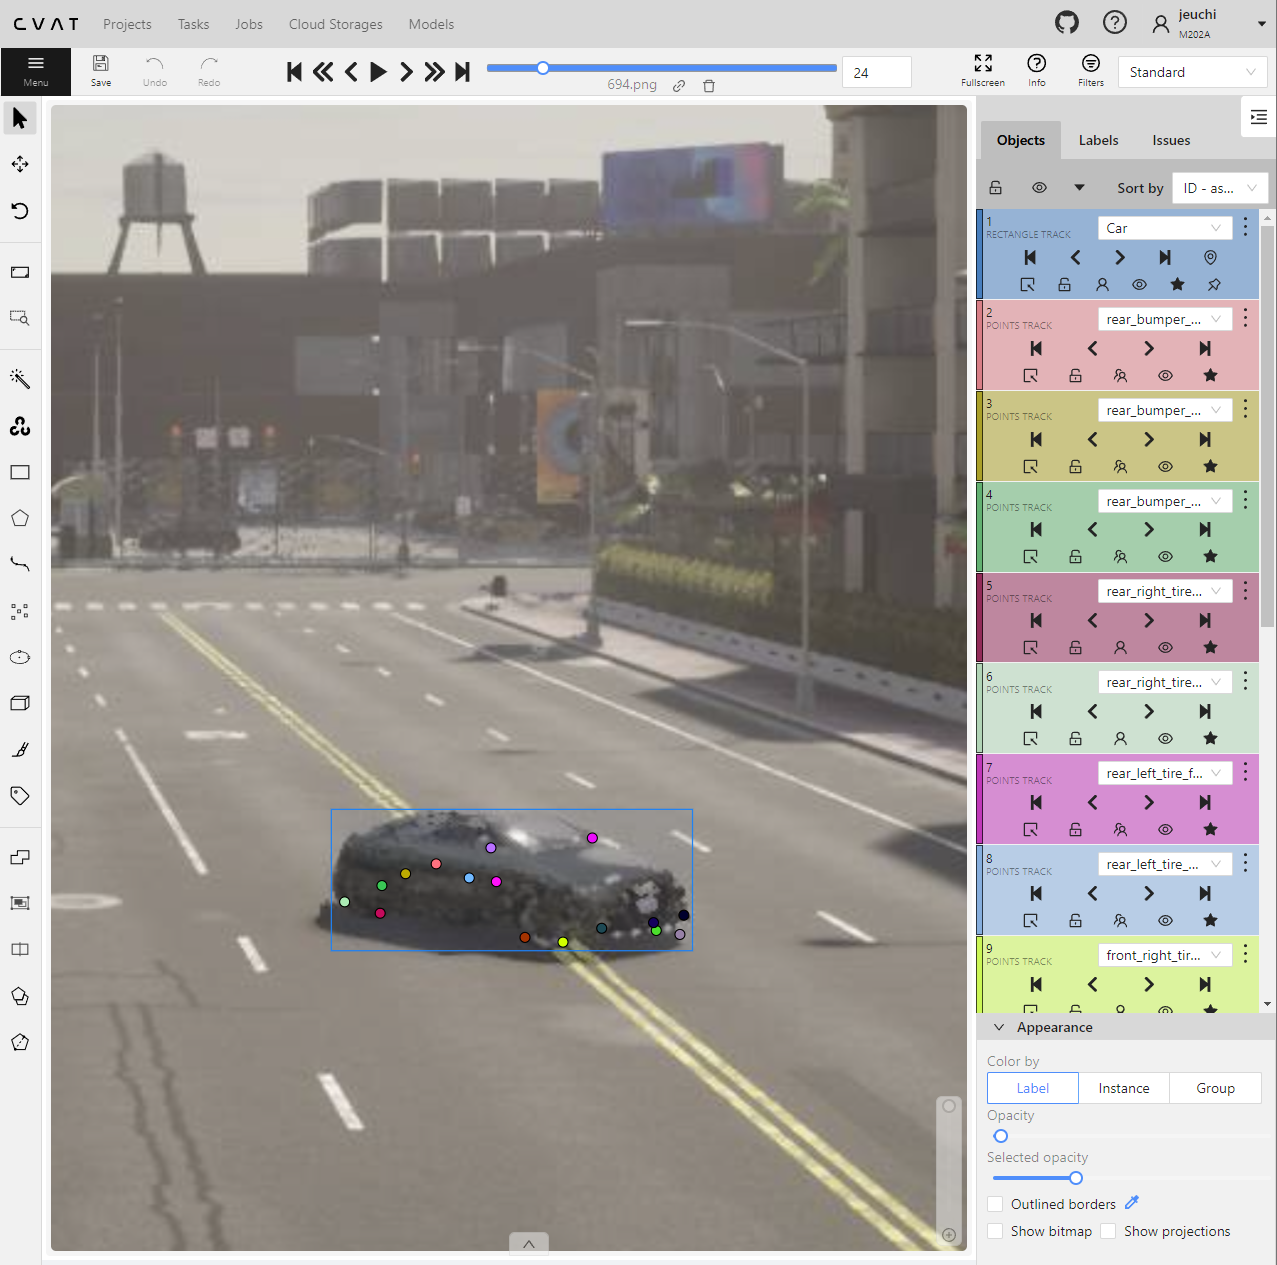 CVAT
Projects
Tasks
Jobs
Cloud Storages
Models
jeuchi
M202A
Menu
Save
Undo
Redo
694.png
24
Fullscreen
Info
Filters
Standard
Objects
Labels
Issues
Sort by
ID - as...
1
RECTANGLE TRACK
Car
2
POINTS TRACK
rear_bumper_...
3
POINTS TRACK
rear_bumper_...
4
POINTS TRACK
rear_bumper_...
5
POINTS TRACK
rear_right_tire...
6
POINTS TRACK
rear_right_tire...
7
POINTS TRACK
rear_left_tire_f...
8
POINTS TRACK
rear_left_tire_...
9
POINTS TRACK
front_right_tir...
Appearance
Color by
Label
Instance
Group
Opacity
Selected opacity
Outlined borders
Show bitmap
Show projections